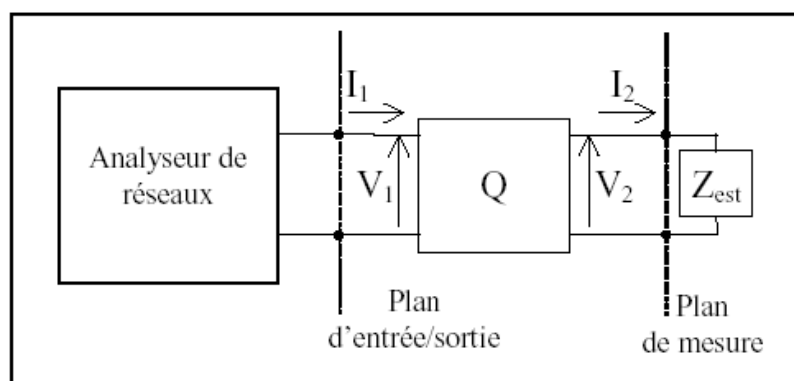 Analyseur de
réseaux
I₁
V₁
Q
I₂
V₂
Zest
Plan
d'entrée/sortie
Plan
de mesure